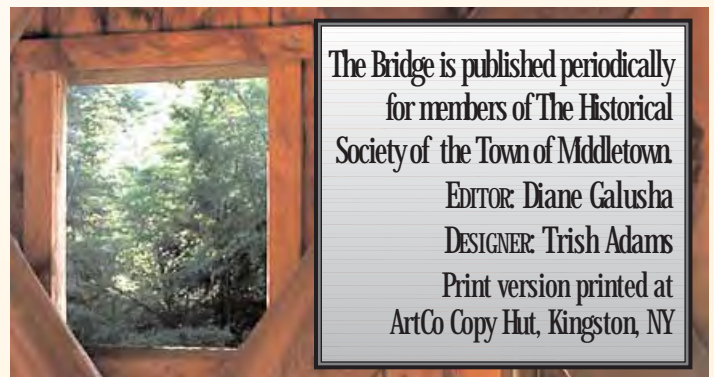 The Bridge is published periodically
for members of The Historical
Society of the Town of Middletown.
EDITOR: Diane Galusha
DESIGNER: Trish Adams
Print version printed at
ArtCo Copy Hut, Kingston, NY